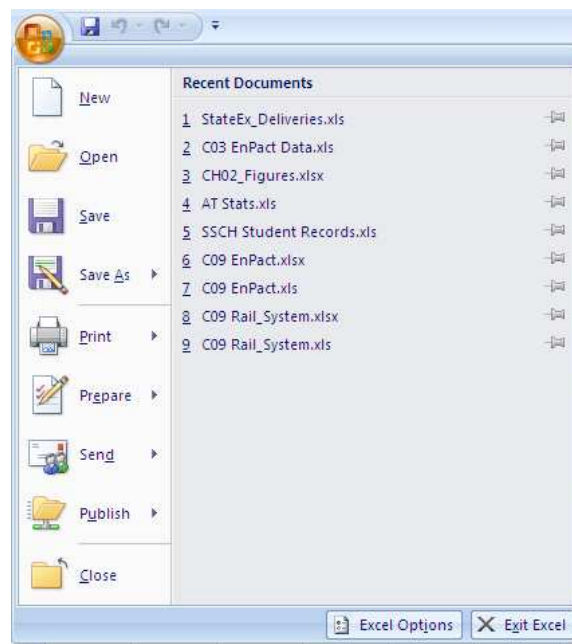 New
Open
Save
Save As
Print
Prepare
Send
Publish
Close
Recent Documents
1 StateEx_Deliveries.xls
2 C03 EnPact Data.xls
3 CH02_Figures.xlsx
4 AT Stats.xls
5 SSCH Student Records.xls
6 C09 EnPact.xlsx
7 C09 EnPact.xls
8 C09 Rail_System.xlsx
9 C09 Rail_System.xls
Excel Options
Exit Excel